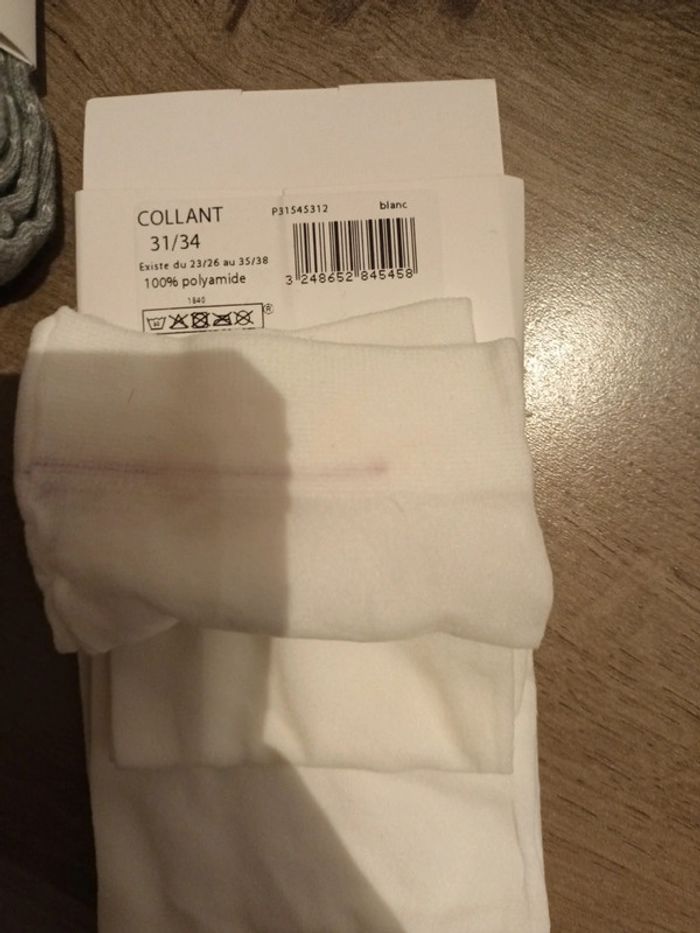 COLLANT
31/34
Existe du 23/26 au 35/38
100% polyamide
1840
®
P31545312
blanc
3 248652 845458